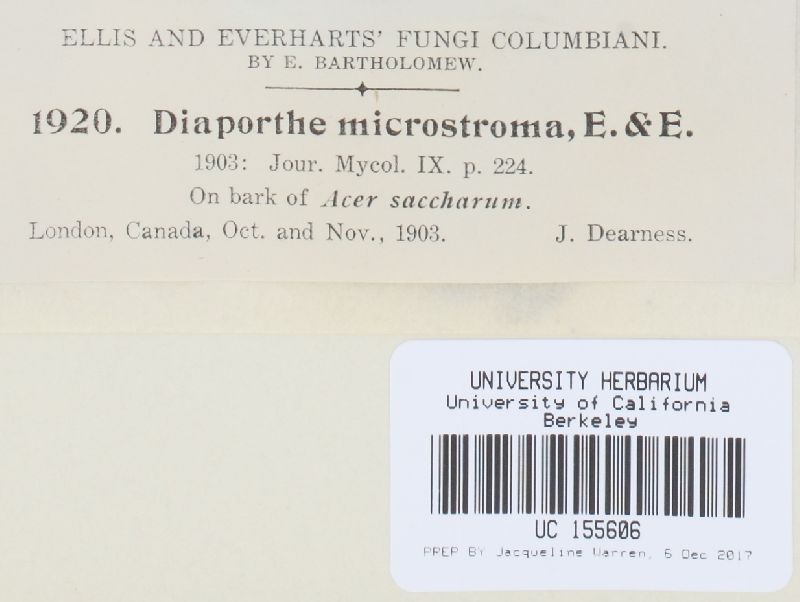 ELLIS AND EVERHARTS' FUNGI COLUMBIANI.
BY E. BARTHOLOMEW.
1920. Diaporthe microstroma, E. & E.
1903: Jour. Mycol. IX. p. 224.
On bark of Acer saccharum.
London, Canada, Oct. and Nov., 1903. J. Dearness.
UNIVERSITY HERBARIUM
University of California
Berkeley
UC 155606
PREP BY Jacqueline Warren, 6 Dec 2017